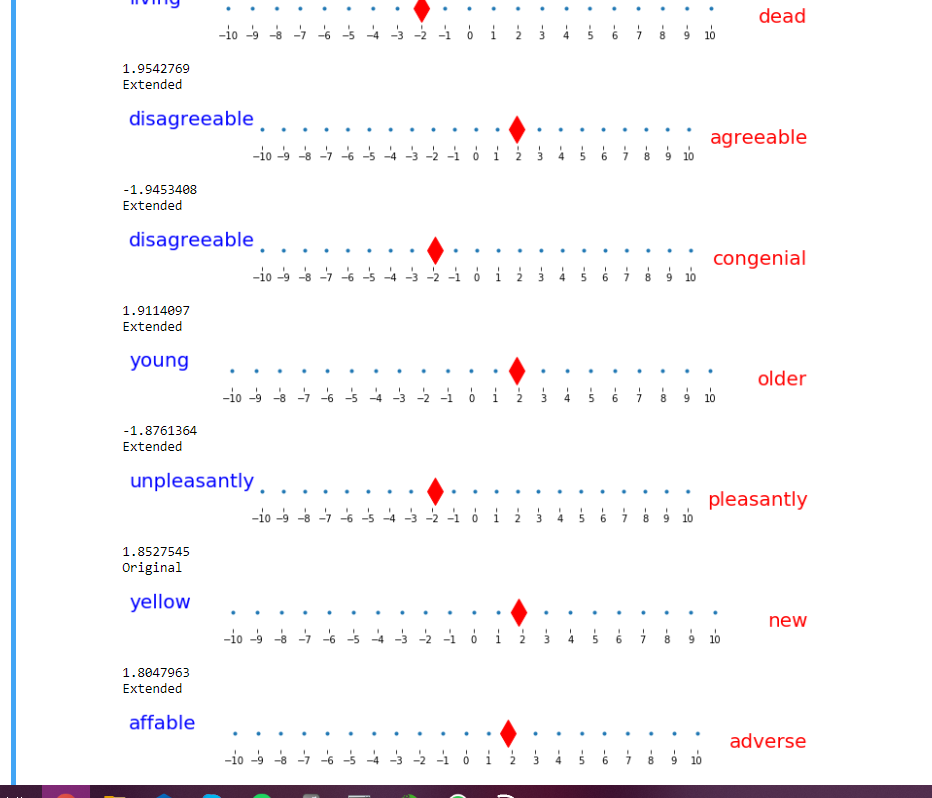 living
dead
−10 −9 −8 −7 −6 −5 −4 −3 −2 −1 0 1 2 3 4 5 6 7 8 9 10
1.9542769
Extended
disagreeable
agreeable
−10 −9 −8 −7 −6 −5 −4 −3 −2 −1 0 1 2 3 4 5 6 7 8 9 10
-1.9453408
Extended
disagreeable
congenial
−10 −9 −8 −7 −6 −5 −4 −3 −2 −1 0 1 2 3 4 5 6 7 8 9 10
1.9114097
Extended
young
older
−10 −9 −8 −7 −6 −5 −4 −3 −2 −1 0 1 2 3 4 5 6 7 8 9 10
-1.8761364
Extended
unpleasantly
pleasantly
−10 −9 −8 −7 −6 −5 −4 −3 −2 −1 0 1 2 3 4 5 6 7 8 9 10
1.8527545
Original
yellow
new
−10 −9 −8 −7 −6 −5 −4 −3 −2 −1 0 1 2 3 4 5 6 7 8 9 10
1.8047963
Extended
affable
adverse
−10 −9 −8 −7 −6 −5 −4 −3 −2 −1 0 1 2 3 4 5 6 7 8 9 10